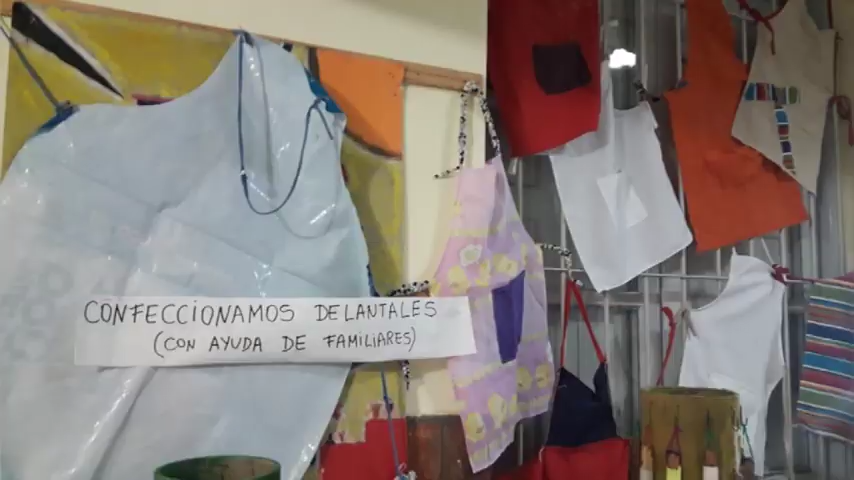 CONFECCIONAMOS DELANTALES
(CON AYUDA DE FAMILIARES)